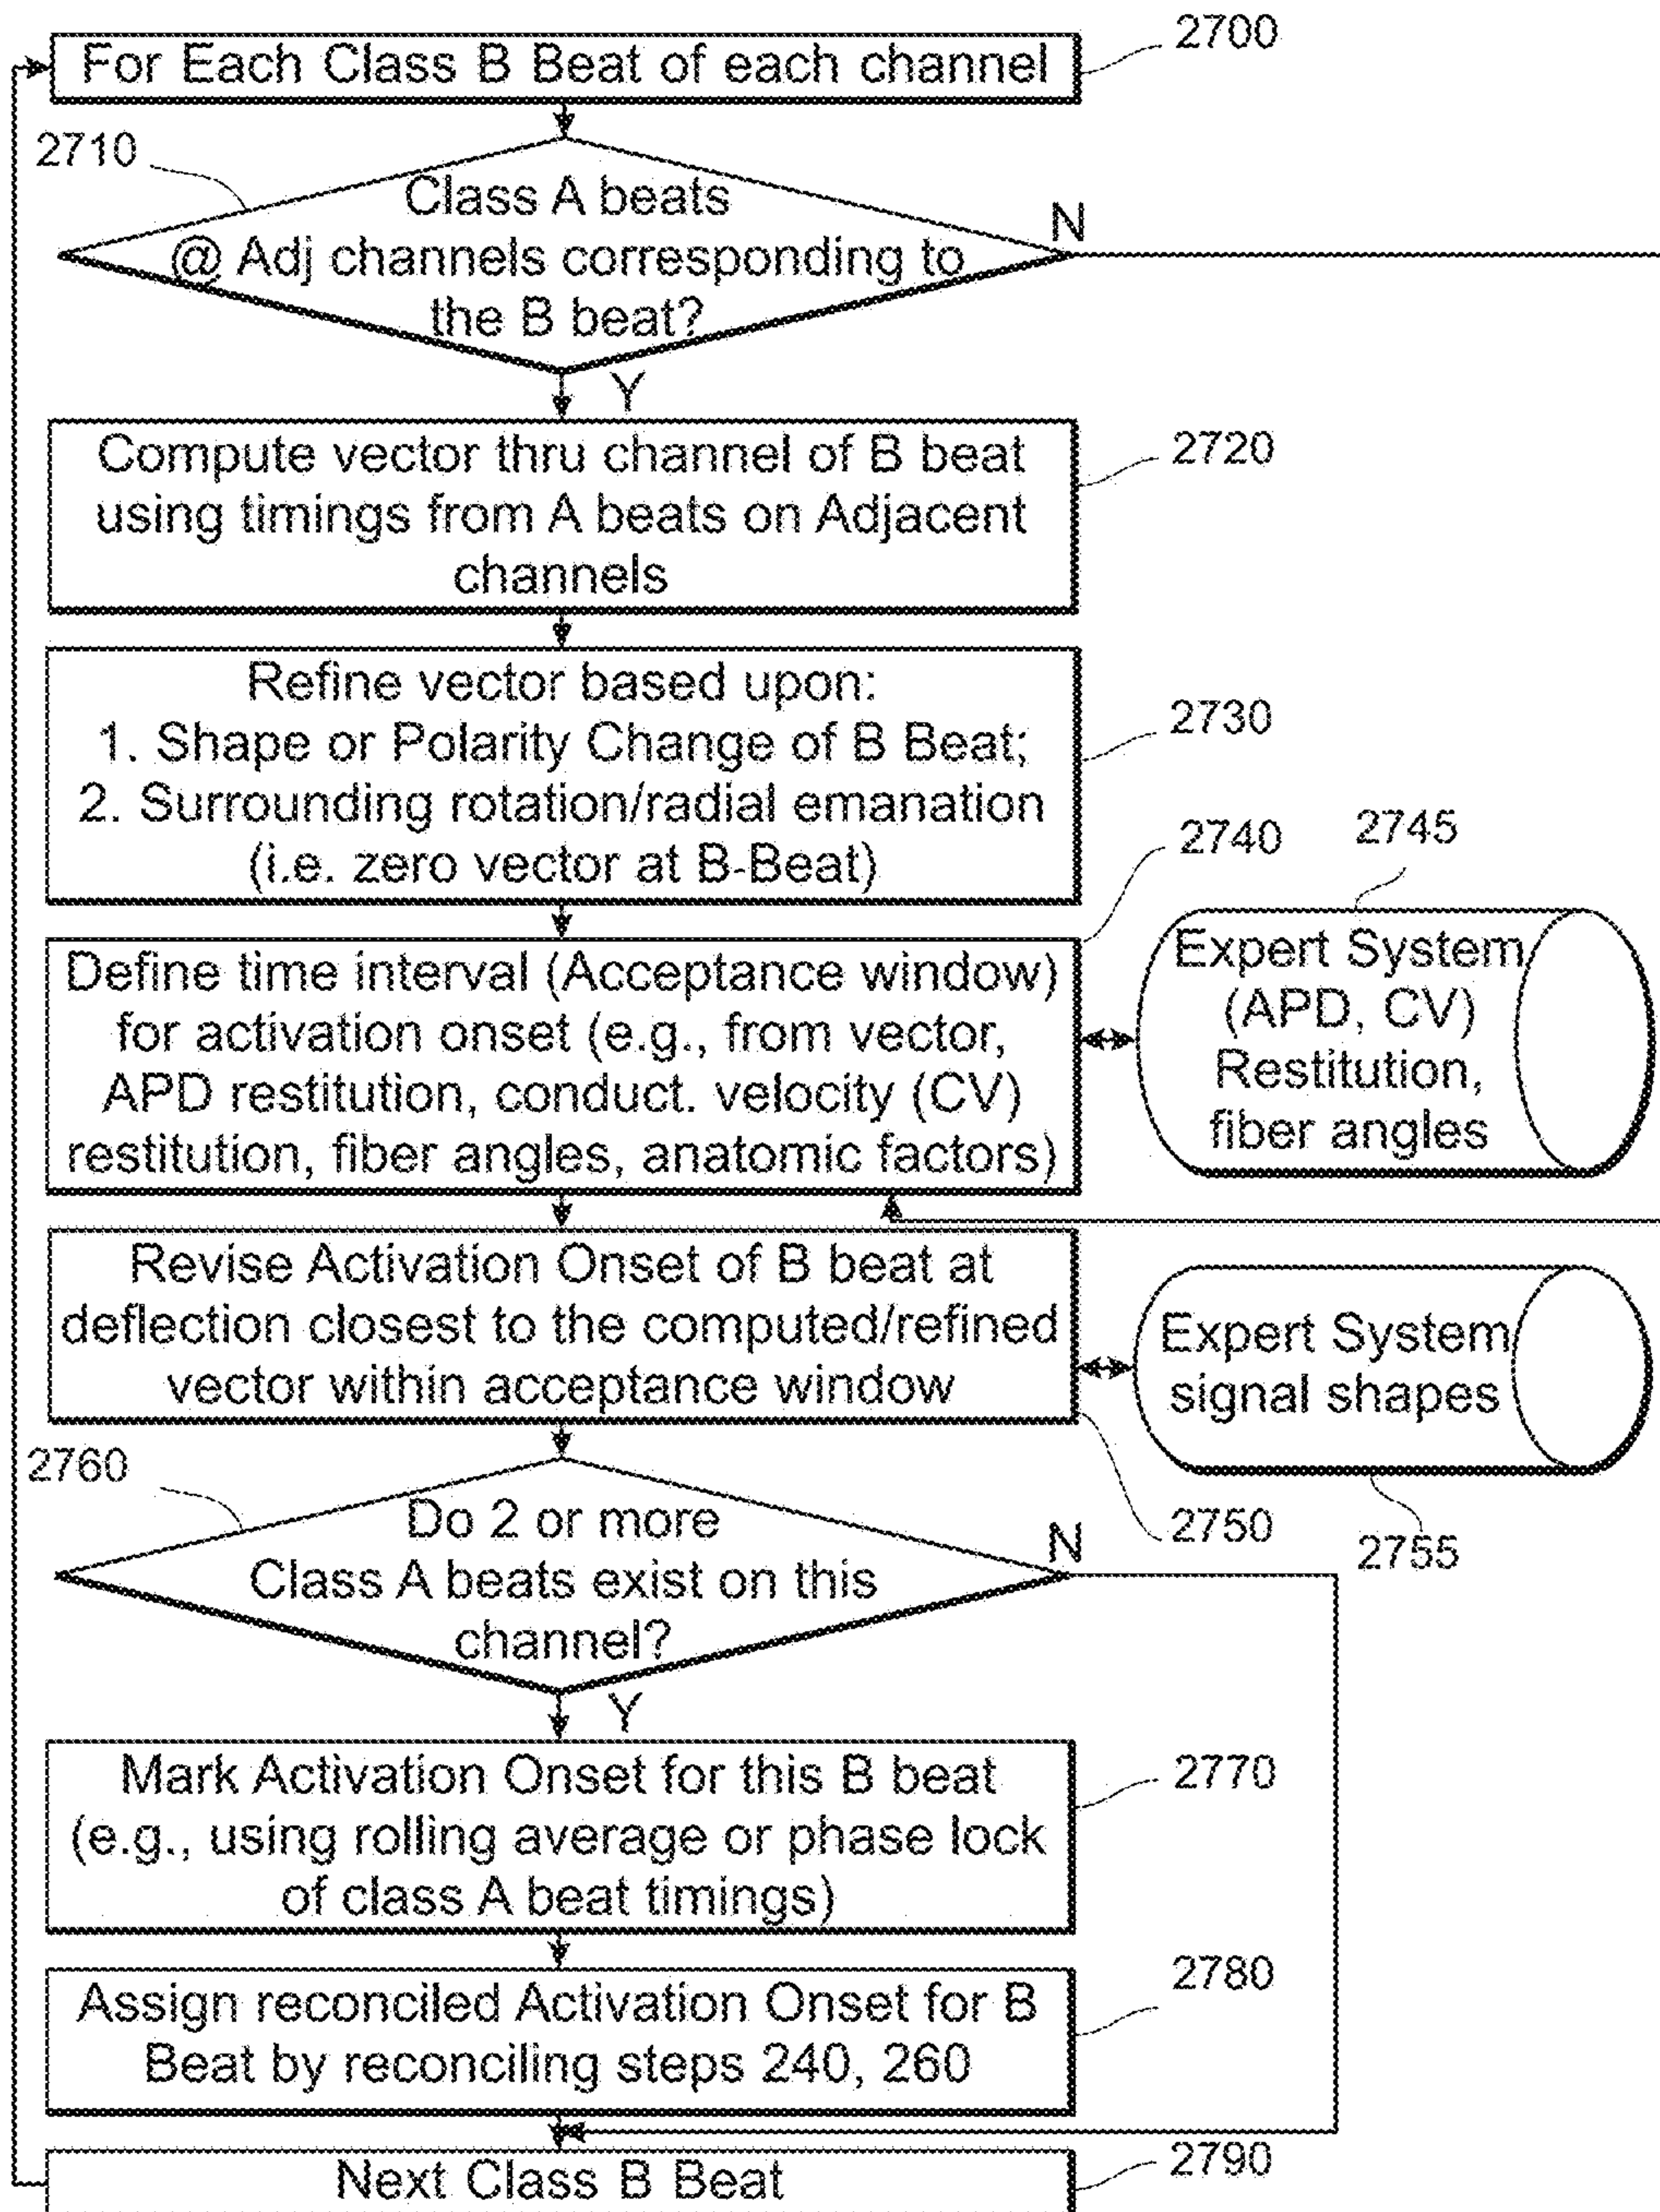 For Each Class B Beat of each channel
2700
2710
Class A beats
@ Adj channels corresponding to
the B beat?
N
Y
Compute vector thru channel of B beat
using timings from A beats on Adjacent
channels
2720
Refine vector based upon:
1. Shape or Polarity Change of B Beat;
2. Surrounding rotation/radial emanation
(i.e. zero vector at B-Beat)
2730
2740
2745
Define time interval (Acceptance window)
for activation onset (e.g., from vector,
APD restitution, conduct. velocity (CV)
restitution, fiber angles, anatomic factors)
Expert System
(APD, CV)
Restitution,
fiber angles
Revise Activation Onset of B beat at
deflection closest to the computed/refined
vector within acceptance window
Expert System
signal shapes
2750
2755
2760
Do 2 or more
Class A beats exist on this
channel?
N
Y
Mark Activation Onset for this B beat
(e.g., using rolling average or phase lock
of class A beat timings)
2770
Assign reconciled Activation Onset for B
Beat by reconciling steps 240, 260
2780
Next Class B Beat
2790